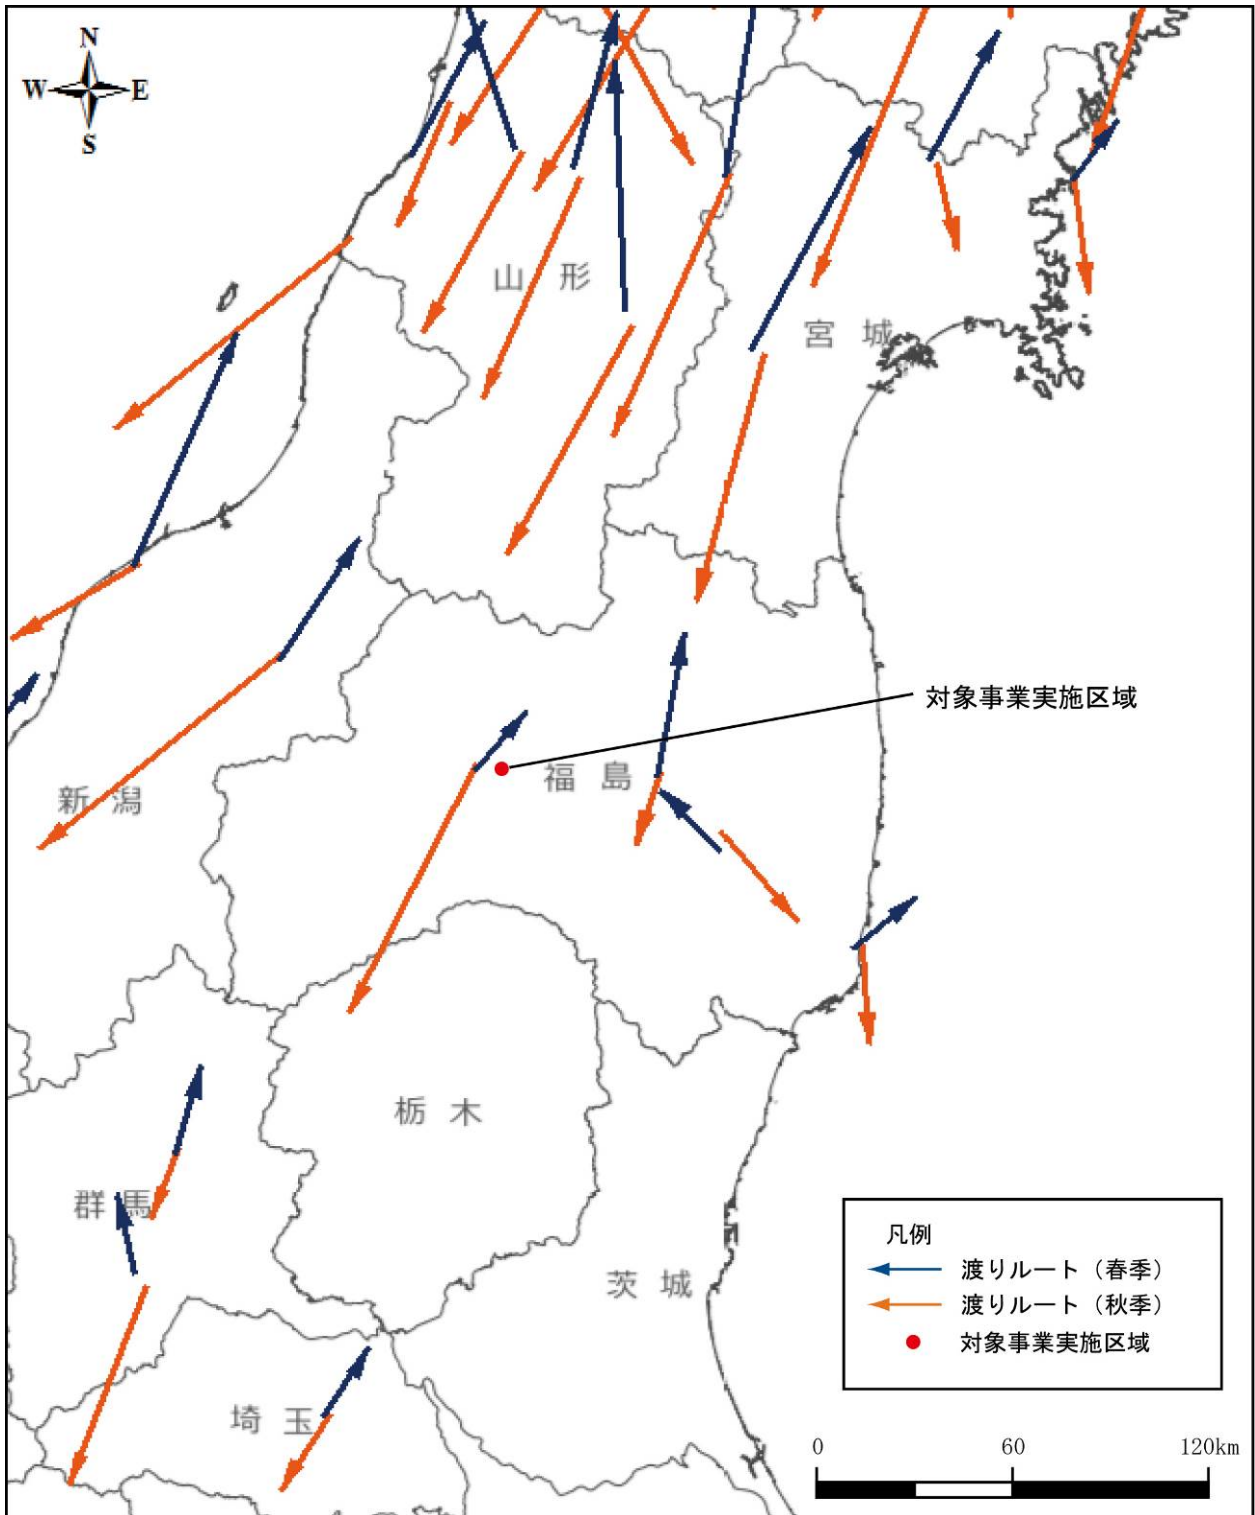 N
W E
S
山 形
宮 城
対象事業実施区域
福 島
新 潟
栃 木
群 馬
茨 城
埼 玉
凡例
渡りルート（春季）
渡りルート（秋季）
対象事業実施区域
0 60 120km